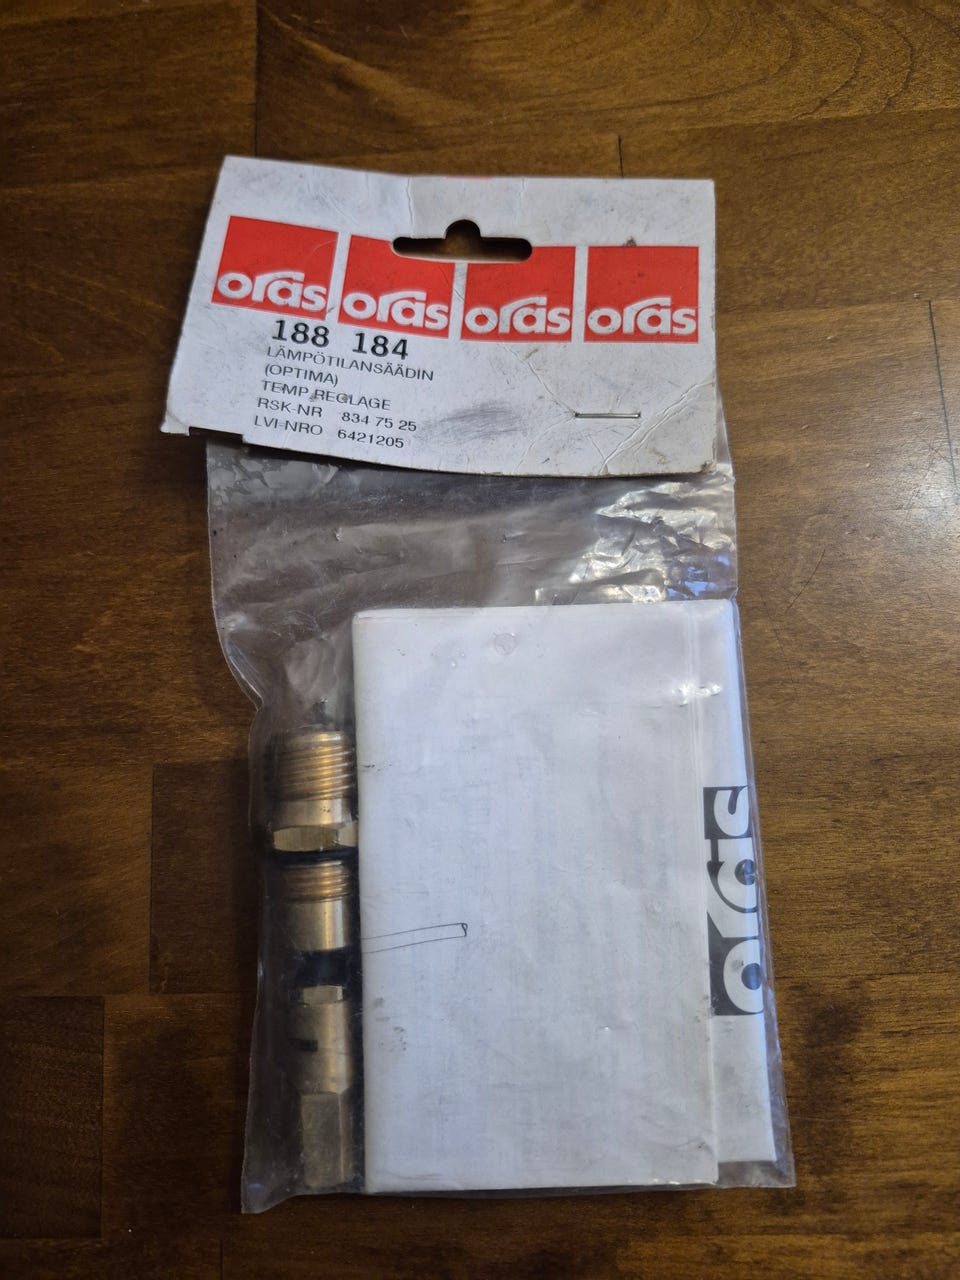 oras oras oras oras
188 184
LÄMPÖTILANSÄÄDIN
(OPTIMA)
TEMP.REGLAGE
RSK-NR 834 75 25
LVI-NRO 6421205
oras